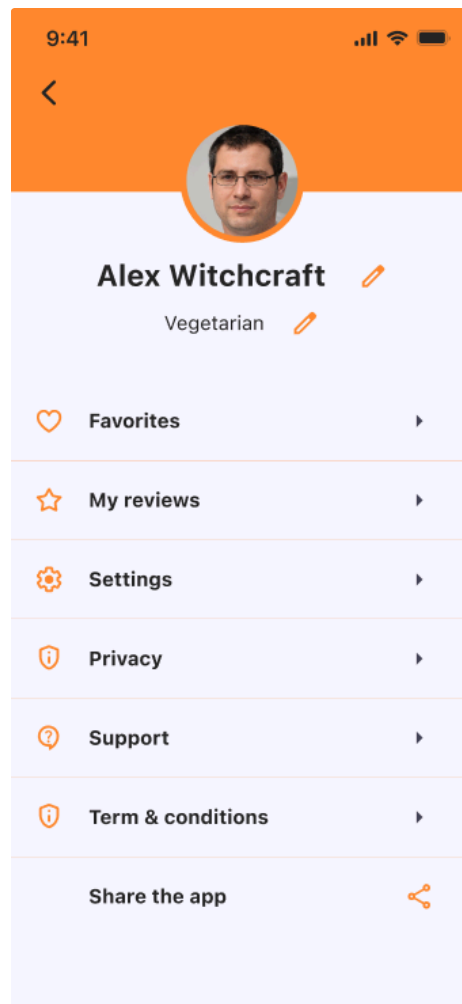 9:41
Alex Witchcraft
Vegetarian
Favorites
My reviews
Settings
Privacy
Support
Term & conditions
Share the app